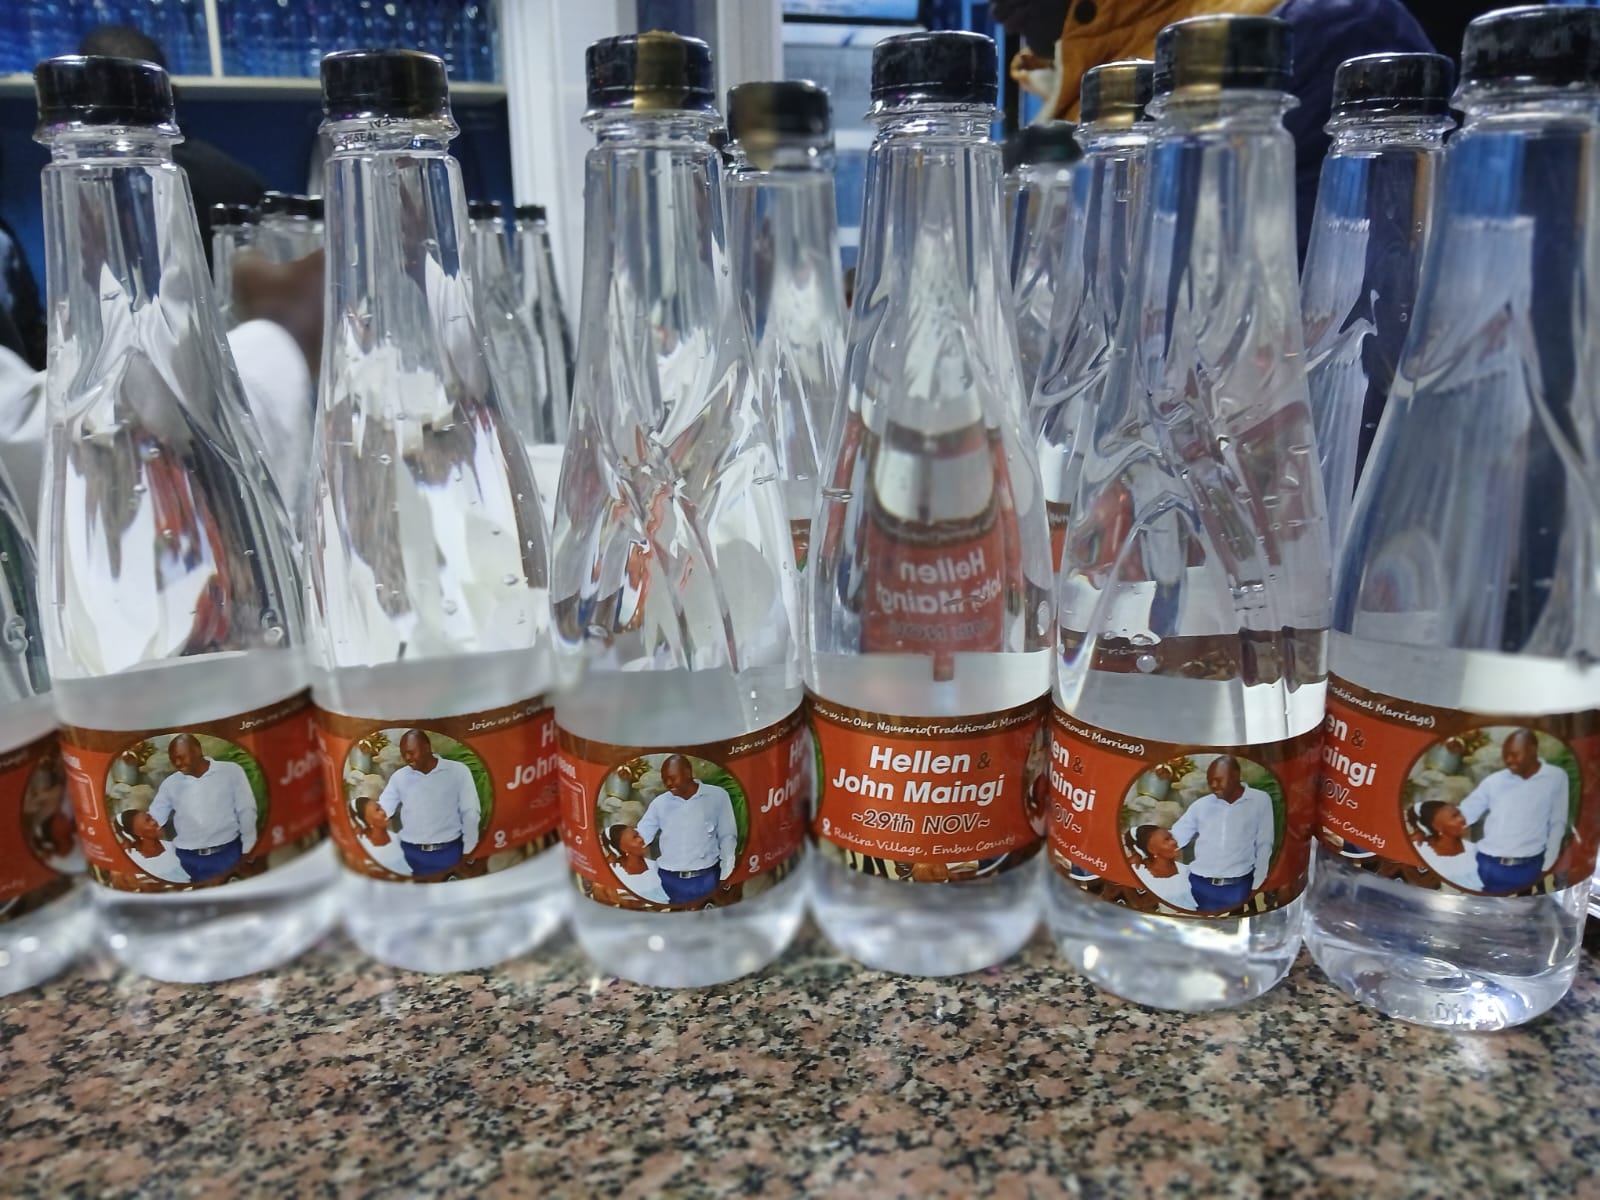 Join us in Our Ngurario(Traditional Marriage)
Hellen &
John Maingi
~29th NOV~
Rukira Village, Embu County